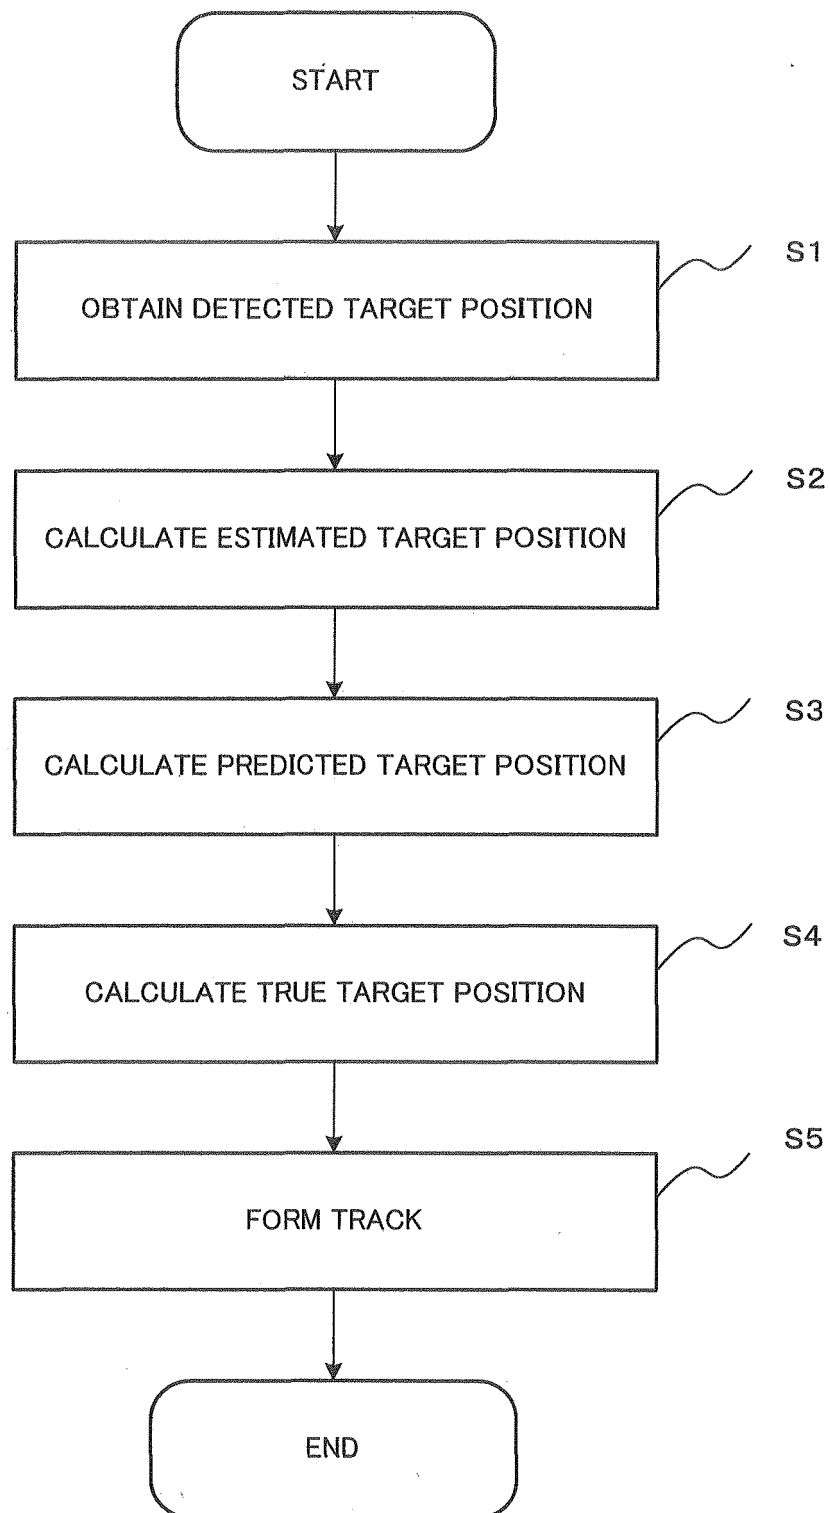 START
S1
OBTAIN DETECTED TARGET POSITION
S2
CALCULATE ESTIMATED TARGET POSITION
S3
CALCULATE PREDICTED TARGET POSITION
S4
CALCULATE TRUE TARGET POSITION
S5
FORM TRACK
END